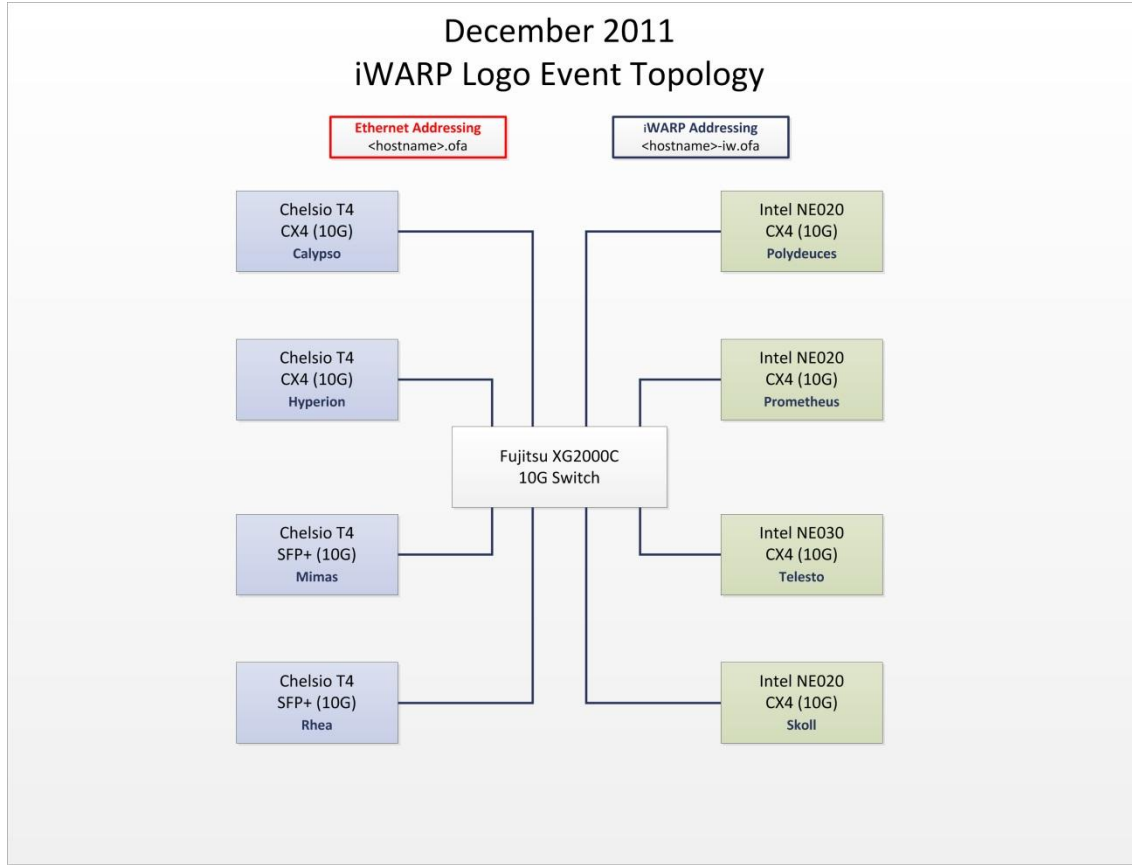 December 2011
iWARP Logo Event Topology
Ethernet Addressing
<hostname>.ofa
iWARP Addressing
<hostname>-iw.ofa
Chelsio T4
CX4 (10G)
Calypso
Intel NE020
CX4 (10G)
Polydeuces
Chelsio T4
CX4 (10G)
Hyperion
Intel NE020
CX4 (10G)
Prometheus
Fujitsu XG2000C
10G Switch
Chelsio T4
SFP+ (10G)
Mimas
Intel NE030
CX4 (10G)
Telesto
Chelsio T4
SFP+ (10G)
Rhea
Intel NE020
CX4 (10G)
Skoll